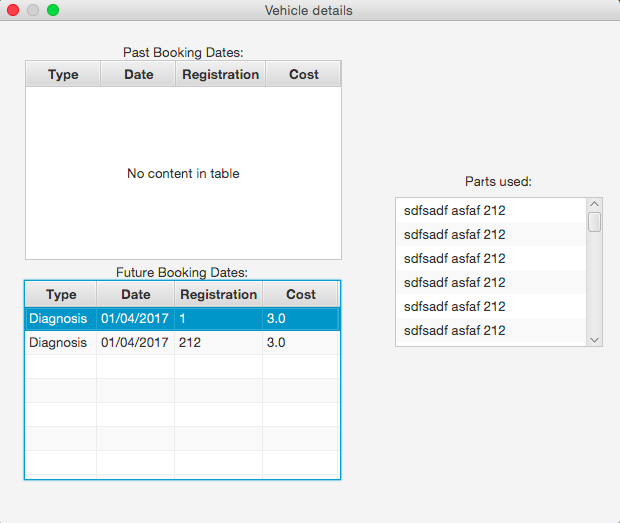 Vehicle details
Past Booking Dates:
Type Date Registration Cost
No content in table
Future Booking Dates:
Type Date Registration Cost
Diagnosis 01/04/2017 1 3.0
Diagnosis 01/04/2017 212 3.0
Parts used:
sdfsadf asfaf 212
sdfsadf asfaf 212
sdfsadf asfaf 212
sdfsadf asfaf 212
sdfsadf asfaf 212
sdfsadf asfaf 212